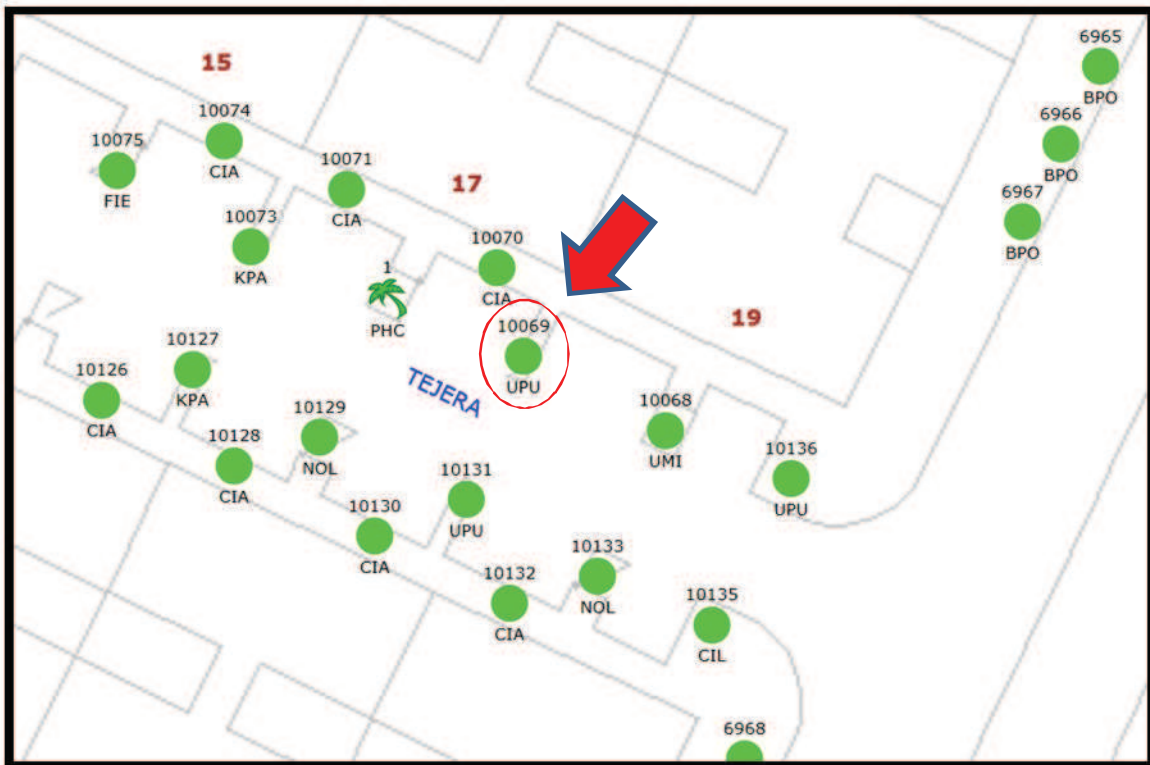 6965
BPO
15
10074
CIA
6966
BPO
10075
FIE
10071
CIA
17
6967
BPO
10073
KPA
10070
CIA
1
PHC
19
10069
UPU
10127
KPA
10126
CIA
TEJERA
10129
NOL
10068
UMI
10128
CIA
10136
UPU
10131
UPU
10130
CIA
10133
NOL
10132
CIA
10135
CIL
6968